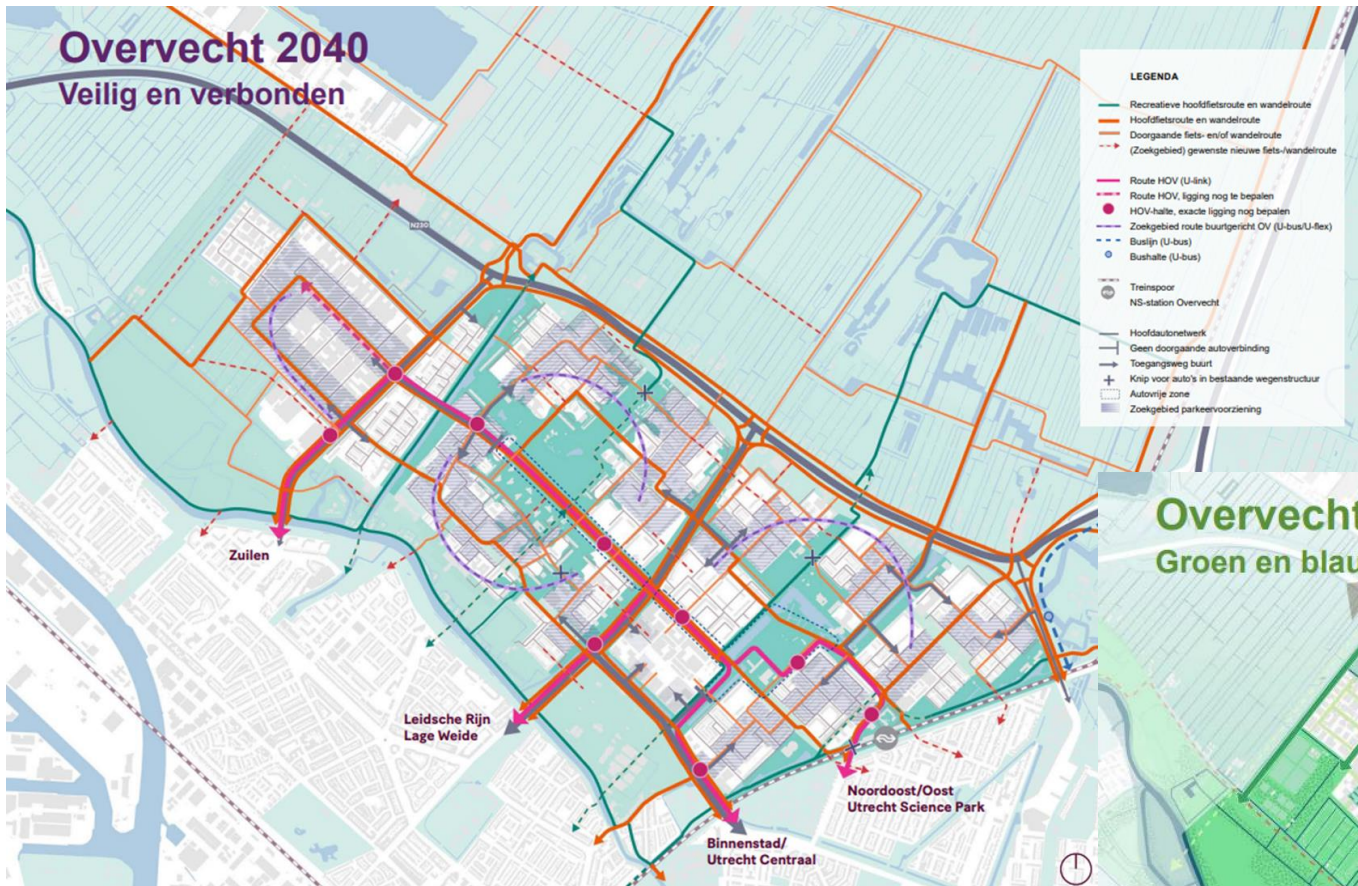 Overvecht 2040
Veilig en verbonden
LEGENDA
Recreatieve hoofdfietsroute en wandelroute
Hoofdfietsroute en wandelroute
Doorgaande fiets- en/of wandelroute
(Zoekgebied) gewenste nieuwe fiets-/wandelroute
Route HOV (U-link)
Route HOV, ligging nog te bepalen
HOV-halte, exacte ligging nog bepalen
Zoekgebied route buurtgericht OV (U-bus/U-flex)
Buslijn (U-bus)
Bushalte (U-bus)
Treinspoor
NS-station Overvecht
Hoofdautonetwerk
Geen doorgaande autoverbinding
Toegangsweg buurt
Knip voor auto's in bestaande wegenstructuur
Autovrije zone
Zoekgebied parkeervoorziening
N230
Zuilen
Leidsche Rijn
Lage Weide
Noordoost/Oost
Utrecht Science Park
Binnenstad/
Utrecht Centraal
Overvecht
Groen en blau